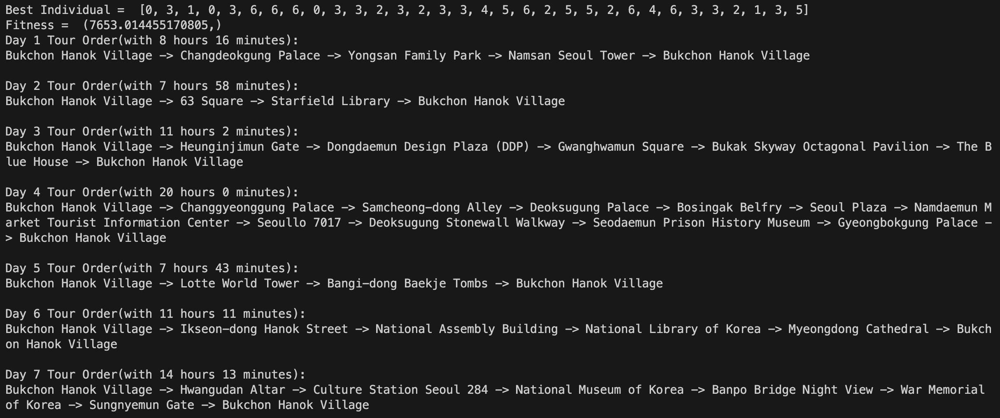 Best Individual =  [0, 3, 1, 0, 3, 6, 6, 6, 0, 3, 3, 2, 3, 2, 3, 3, 4, 5, 6, 2, 5, 5, 2, 6, 4, 6, 3, 3, 2, 1, 3, 5]
Fitness =  (7653.014455170805,)
Day 1 Tour Order(with 8 hours 16 minutes):
Bukchon Hanok Village -> Changdeokgung Palace -> Yongsan Family Park -> Namsan Seoul Tower -> Bukchon Hanok Village
Day 2 Tour Order(with 7 hours 58 minutes):
Bukchon Hanok Village -> 63 Square -> Starfield Library -> Bukchon Hanok Village
Day 3 Tour Order(with 11 hours 2 minutes):
Bukchon Hanok Village -> Heunginjimun Gate -> Dongdaemun Design Plaza (DDP) -> Gwanghwamun Square -> Bukak Skyway Octagonal Pavilion -> The B
lue House -> Bukchon Hanok Village
Day 4 Tour Order(with 20 hours 0 minutes):
Bukchon Hanok Village -> Changgyeonggung Palace -> Samcheong-dong Alley -> Deoksugung Palace -> Bosingak Belfry -> Seoul Plaza -> Namdaemun M
arket Tourist Information Center -> Seoullo 7017 -> Deoksugung Stonewall Walkway -> Seodaemun Prison History Museum -> Gyeongbokgung Palace -
> Bukchon Hanok Village
Day 5 Tour Order(with 7 hours 43 minutes):
Bukchon Hanok Village -> Lotte World Tower -> Bangi-dong Baekje Tombs -> Bukchon Hanok Village
Day 6 Tour Order(with 11 hours 11 minutes):
Bukchon Hanok Village -> Ikseon-dong Hanok Street -> National Assembly Building -> National Library of Korea -> Myeongdong Cathedral -> Bukch
on Hanok Village
Day 7 Tour Order(with 14 hours 13 minutes):
Bukchon Hanok Village -> Hwangudan Altar -> Culture Station Seoul 284 -> National Museum of Korea -> Banpo Bridge Night View -> War Memorial
of Korea -> Sungnyemun Gate -> Bukchon Hanok Village